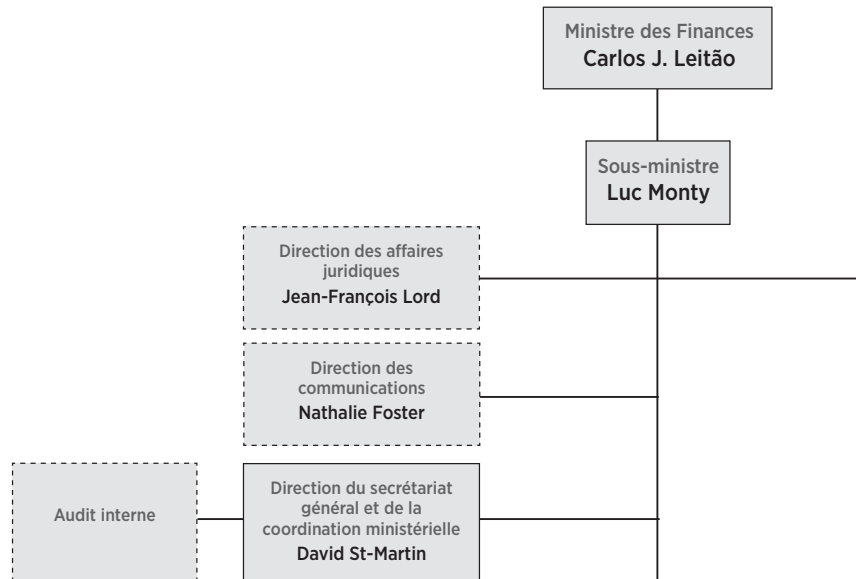 Ministre des Finances
Carlos J. Leitão
Sous-ministre
Luc Monty
Direction des affaires
juridiques
Jean-François Lord
Direction des
communications
Nathalie Foster
Audit interne
Direction du secrétariat
général et de la
coordination ministérielle
David St-Martin